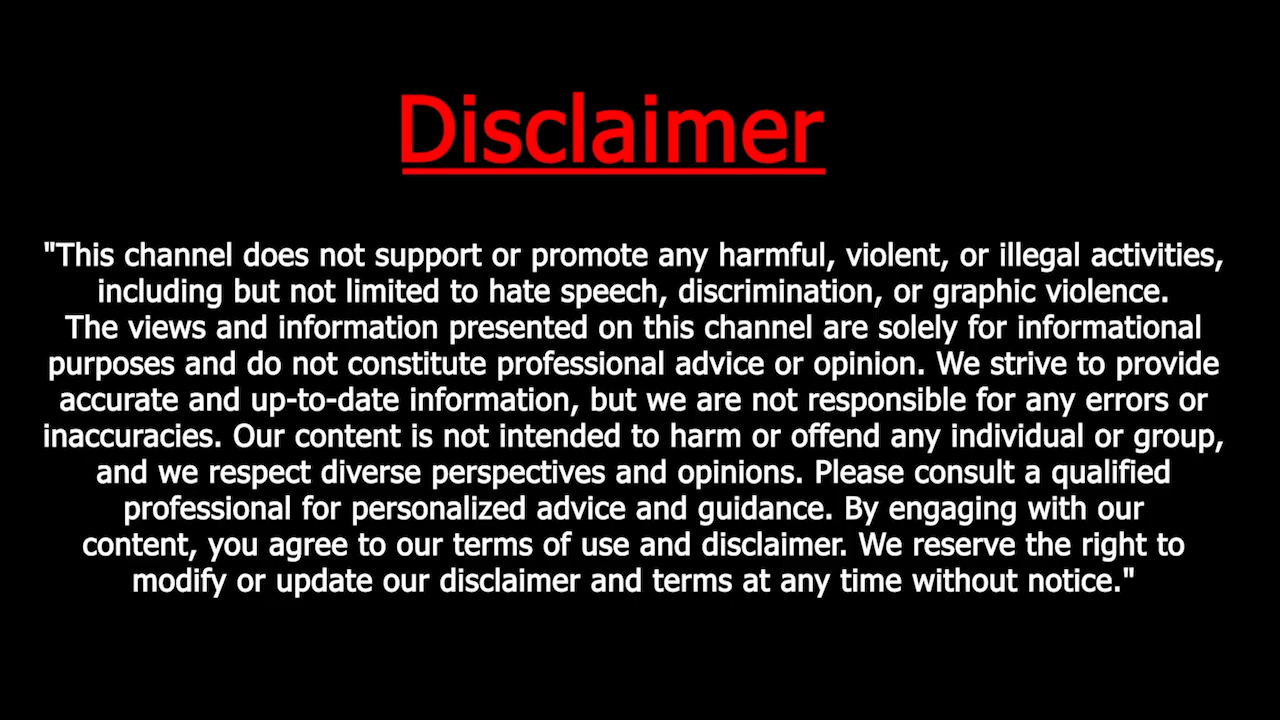 Disclaimer
"This channel does not support or promote any harmful, violent, or illegal activities,
including but not limited to hate speech, discrimination, or graphic violence.
The views and information presented on this channel are solely for informational
purposes and do not constitute professional advice or opinion. We strive to provide
accurate and up-to-date information, but we are not responsible for any errors or
inaccuracies. Our content is not intended to harm or offend any individual or group,
and we respect diverse perspectives and opinions. Please consult a qualified
professional for personalized advice and guidance. By engaging with our
content, you agree to our terms of use and disclaimer. We reserve the right to
modify or update our disclaimer and terms at any time without notice."